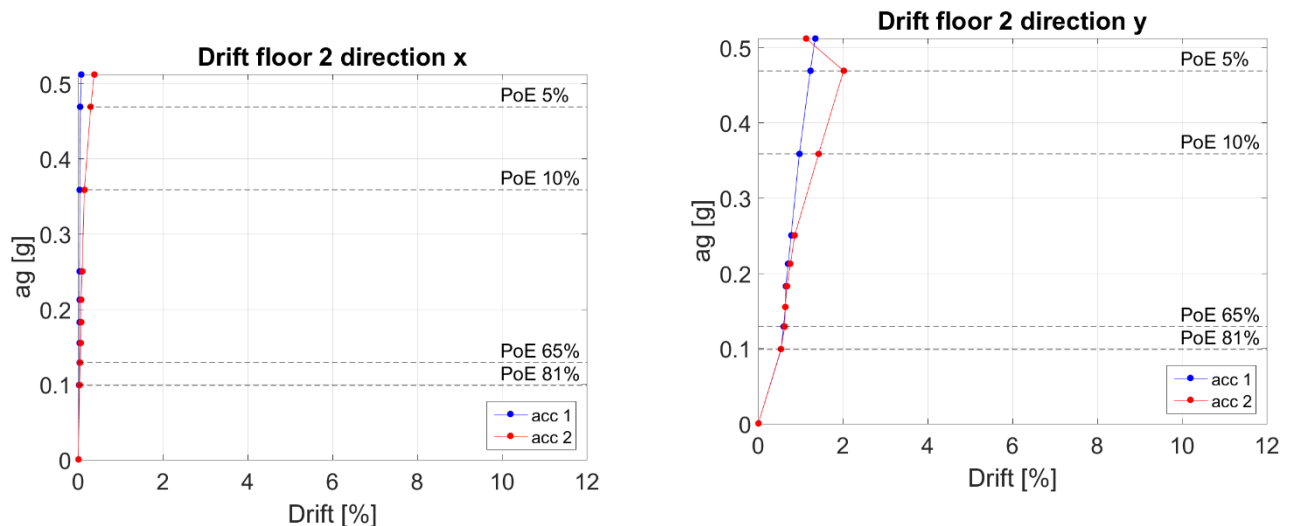 Drift floor 2 direction x
0.5
0.4
0.3
0.2
0.1
0
ag [g]
PoE 5%
PoE 10%
PoE 65%
PoE 81%
acc 1
acc 2
0 2 4 6 8 10 12
Drift [%]
Drift floor 2 direction y
0.5
0.4
0.3
0.2
0.1
0
ag [g]
PoE 5%
PoE 10%
PoE 65%
PoE 81%
acc 1
acc 2
0 2 4 6 8 10 12
Drift [%]